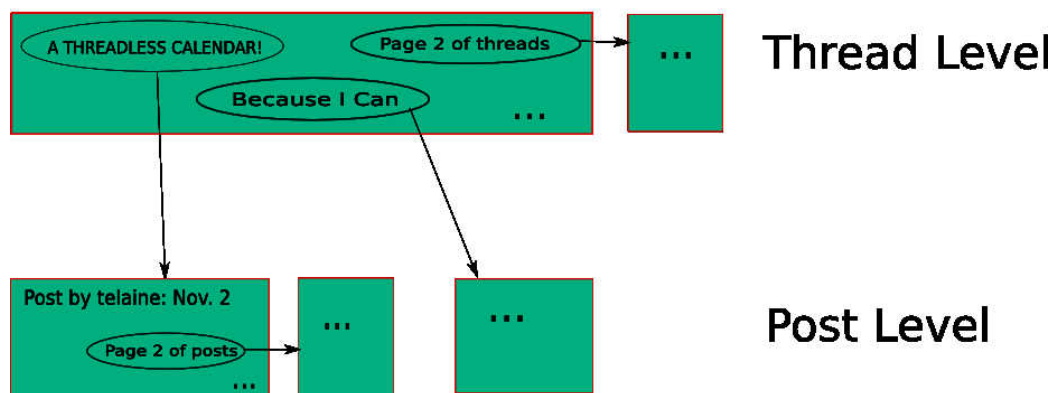 A THREADLESS CALENDAR!
Page 2 of threads
...
Thread Level
Because I Can
...
Post by telaine: Nov. 2
...
...
Post Level
Page 2 of posts
...